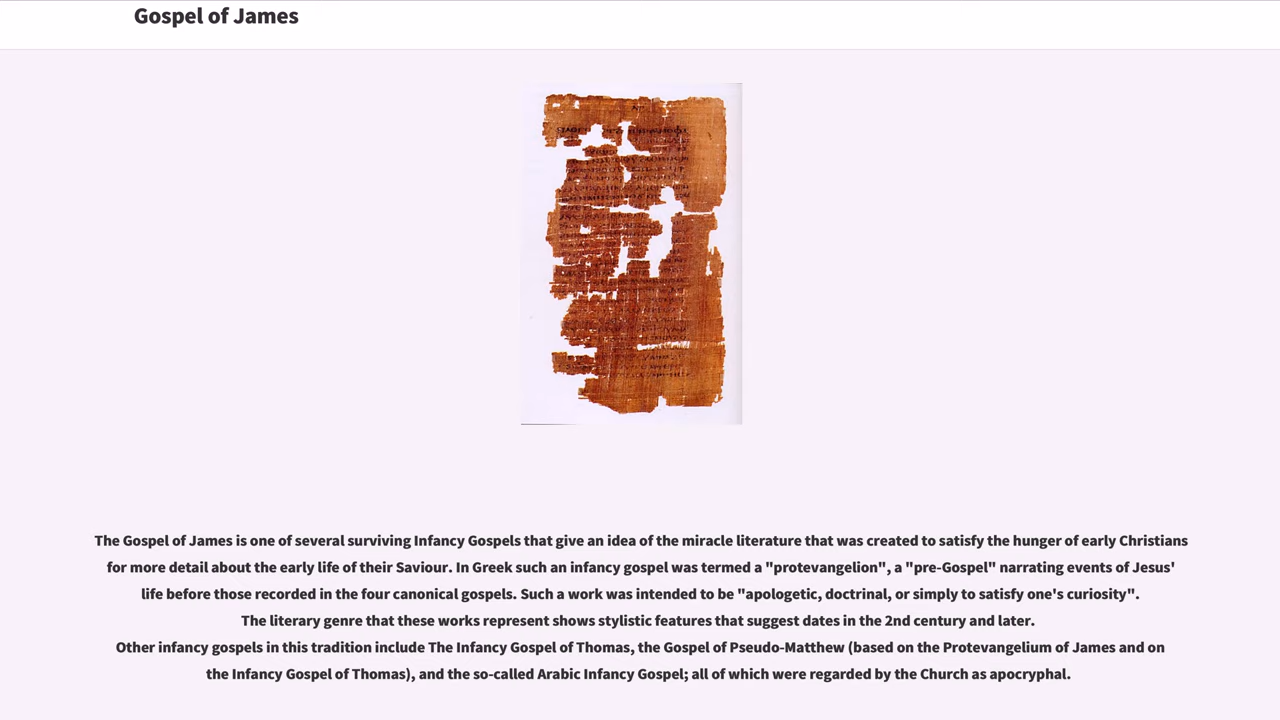 Gospel of James
The Gospel of James is one of several surviving Infancy Gospels that give an idea of the miracle literature that was created to satisfy the hunger of early Christians
for more detail about the early life of their Saviour. In Greek such an infancy gospel was termed a "protevangelion", a "pre-Gospel" narrating events of Jesus'
life before those recorded in the four canonical gospels. Such a work was intended to be "apologetic, doctrinal, or simply to satisfy one's curiosity".
The literary genre that these works represent shows stylistic features that suggest dates in the 2nd century and later.
Other infancy gospels in this tradition include The Infancy Gospel of Thomas, the Gospel of Pseudo-Matthew (based on the Protevangelium of James and on
the Infancy Gospel of Thomas), and the so-called Arabic Infancy Gospel; all of which were regarded by the Church as apocryphal.